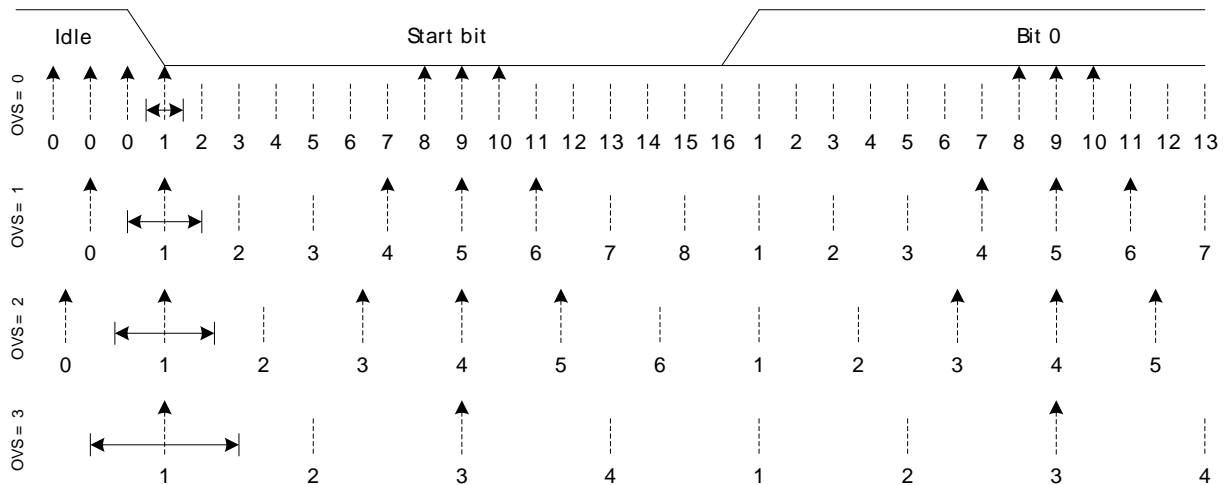 Idle Start bit Bit 0
OVS = 0
0 0 0 1 2 3 4 5 6 7 8 9 10 11 12 13 14 15 16 1 2 3 4 5 6 7 8 9 10 11 12 13
OVS = 1
0 1 2 3 4 5 6 7 8 1 2 3 4 5 6 7
OVS = 2
0 1 2 3 4 5 6 1 2 3 4 5
OVS = 3
1 2 3 4 1 2 3 4